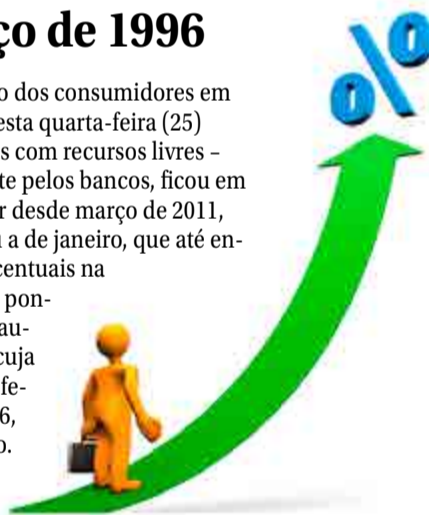 ço de 1996
o dos consumidores em
esta quarta-feira (25)
s com recursos livres –
te pelos bancos, ficou em
r desde março de 2011,
a de janeiro, que até en-
centuais na
pon-
au-
cuja
fe-
6,
o.
%